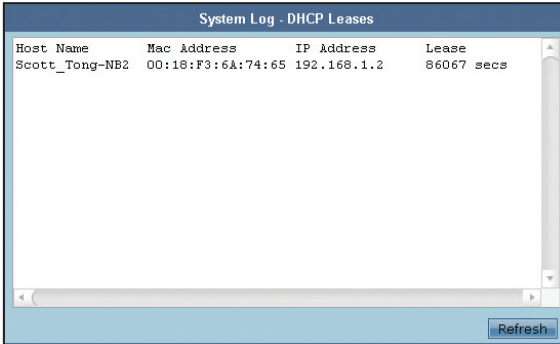 System Log - DHCP Leases
Host Name Mac Address IP Address Lease
Scott_Tong-NB2 00:18:F3:6A:74:65 192.168.1.2 86067 secs
Refresh